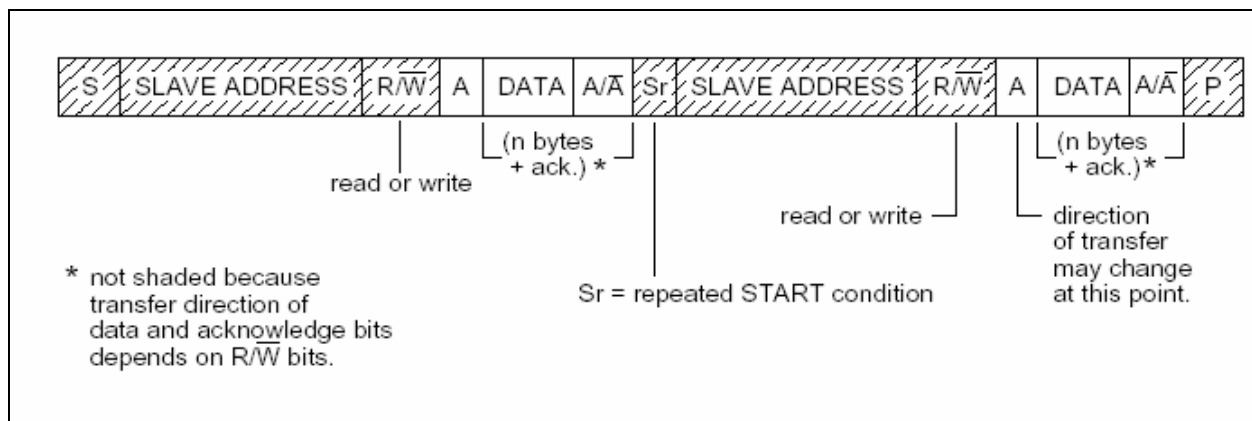 S SLAVE ADDRESS R/W̅ A DATA A/A̅ Sr SLAVE ADDRESS R/W̅ A DATA A/A̅ P
(n bytes
+ ack.) *
(n bytes
+ ack.) *
read or write
read or write
direction
of transfer
may change
at this point.
* not shaded because
transfer direction of
data and acknowledge bits
depends on R/W̅ bits.
Sr = repeated START condition